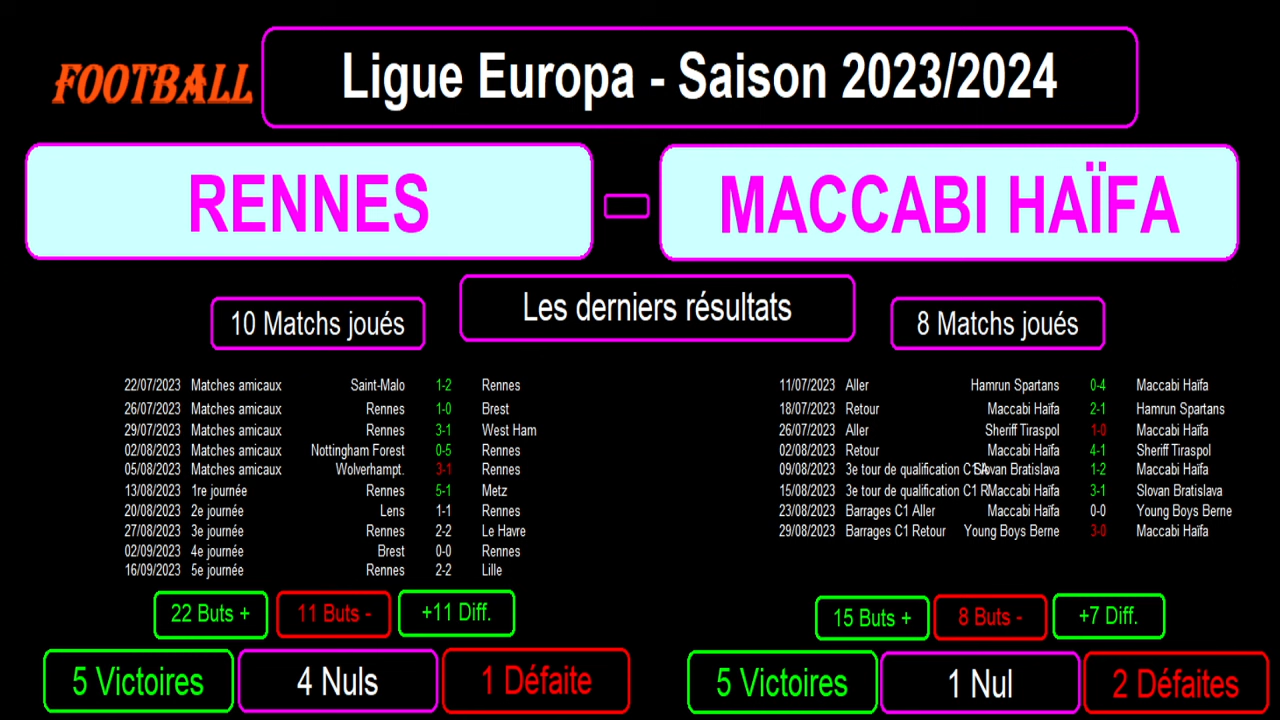 FOOTBALL
Ligue Europa - Saison 2023/2024
RENNES
MACCABI HAÏFA
Les derniers résultats
10 Matchs joués
8 Matchs joués
22/07/2023 Matches amicaux Saint-Malo 1-2 Rennes
26/07/2023 Matches amicaux Rennes 1-0 Brest
29/07/2023 Matches amicaux Rennes 3-1 West Ham
02/08/2023 Matches amicaux Nottingham Forest 0-5 Rennes
05/08/2023 Matches amicaux Wolverhampt. 3-1 Rennes
13/08/2023 1re journée Rennes 5-1 Metz
20/08/2023 2e journée Lens 1-1 Rennes
27/08/2023 3e journée Rennes 2-2 Le Havre
02/09/2023 4e journée Brest 0-0 Rennes
16/09/2023 5e journée Rennes 2-2 Lille
22 Buts + 11 Buts - +11 Diff.
5 Victoires 4 Nuls 1 Défaite
11/07/2023 Aller Hamrun Spartans 0-4 Maccabi Haïfa
18/07/2023 Retour Maccabi Haïfa 2-1 Hamrun Spartans
26/07/2023 Aller Sheriff Tiraspol 1-0 Maccabi Haïfa
02/08/2023 Retour Maccabi Haïfa 4-1 Sheriff Tiraspol
09/08/2023 3e tour de qualification C1 A Slovan Bratislava 1-2 Maccabi Haïfa
15/08/2023 3e tour de qualification C1 R Maccabi Haïfa 3-1 Slovan Bratislava
23/08/2023 Barrages C1 Aller Maccabi Haïfa 0-0 Young Boys Berne
29/08/2023 Barrages C1 Retour Young Boys Berne 3-0 Maccabi Haïfa
15 Buts + 8 Buts - +7 Diff.
5 Victoires 1 Nul 2 Défaites